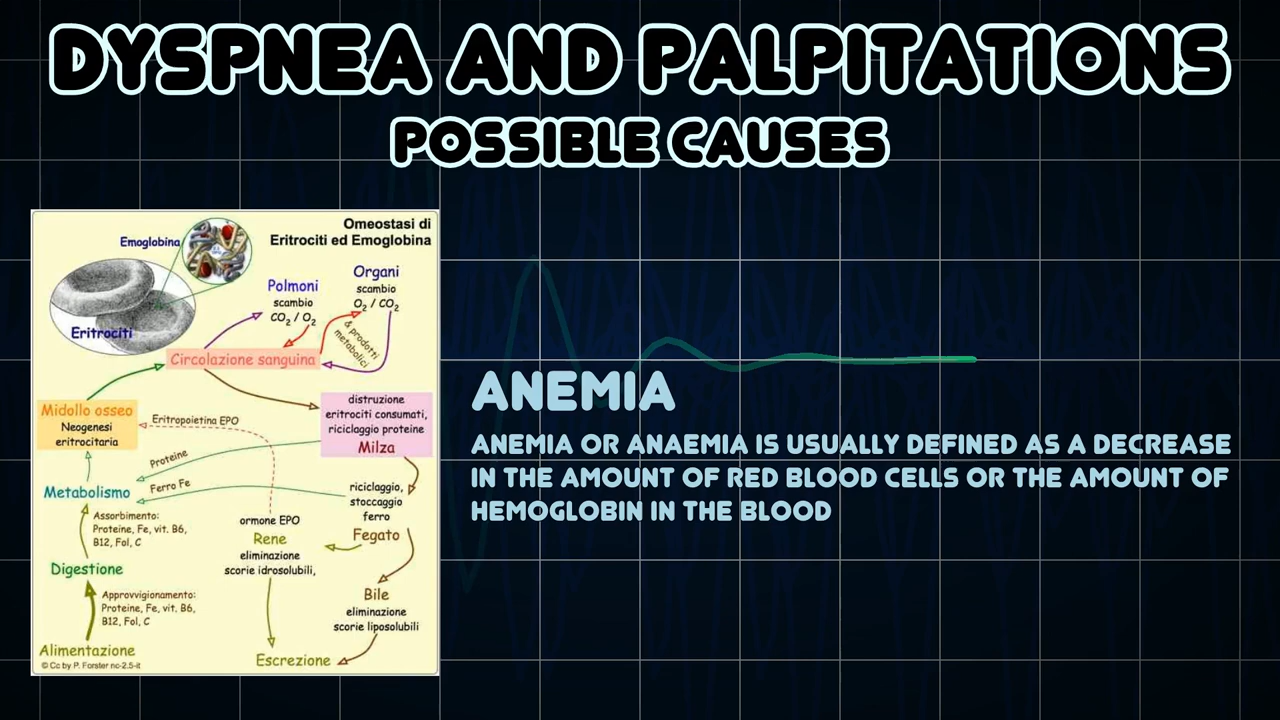 DYSPNEA AND PALPITATIONS
POSSIBLE CAUSES
Omeostasi di
Eritrociti ed Emoglobina
Emoglobina
Eritrociti
Polmoni
scambio
CO2 / O2
Organi
scambio
O2 / CO2
& prodotti
metabolici
Circolazione sanguina
Midollo osseo
Neogenesi
eritrocitaria
Eritropoietina EPO
distruzione
eritrociti consumati,
riciclaggio proteine
Milza
Proteine
Ferro Fe
Metabolismo
riciclaggio,
stoccaggio
ferro
Fegato
Assorbimento:
Proteine, Fe, vit. B6,
B12, Fol, C
ormone EPO
Rene
eliminazione
scorie idrosolubili,
Digestione
Approvvigionamento:
Proteine, Fe, vit. B6,
B12, Fol, C
Bile
eliminazione
scorie liposolubili
Alimentazione
Escrezione
© Cc by P. Forster nc-2.5-it
ANEMIA
ANEMIA OR ANAEMIA IS USUALLY DEFINED AS A DECREASE
IN THE AMOUNT OF RED BLOOD CELLS OR THE AMOUNT OF
HEMOGLOBIN IN THE BLOOD